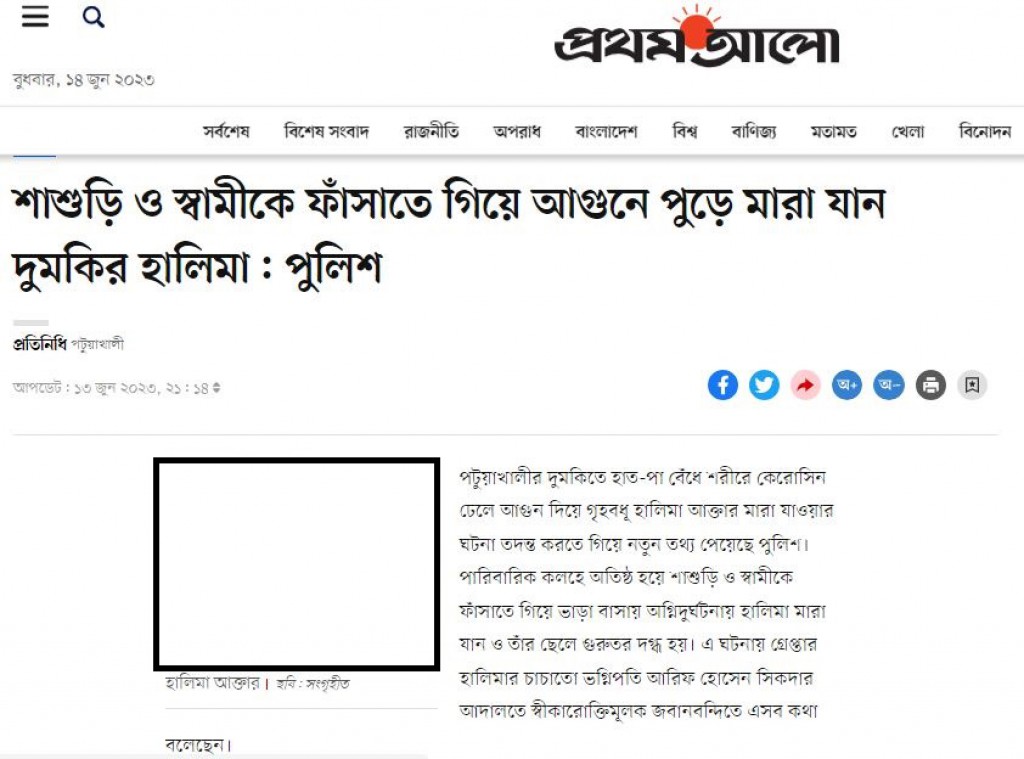 প্রথম আলো
বুধবার, ১৪ জুন ২০২৩
সর্বশেষ বিশেষ সংবাদ রাজনীতি অপরাধ বাংলাদেশ বিশ্ব বাণিজ্য মতামত খেলা বিনোদন
শাশুড়ি ও স্বামীকে ফাঁসাতে গিয়ে আগুনে পুড়ে মারা যান
দুমকির হালিমা : পুলিশ
প্রতিনিধি পটুয়াখালী
আপডেট : ১৩ জুন ২০২৩, ২১ : ১৪
অ+ অ−
পটুয়াখালীর দুমকিতে হাত-পা বেঁধে শরীরে কেরোসিন
ঢেলে আগুন দিয়ে গৃহবধূ হালিমা আক্তার মারা যাওয়ার
ঘটনা তদন্ত করতে গিয়ে নতুন তথ্য পেয়েছে পুলিশ।
পারিবারিক কলহে অতিষ্ঠ হয়ে শাশুড়ি ও স্বামীকে
ফাঁসাতে গিয়ে ভাড়া বাসায় অগ্নিদুর্ঘটনায় হালিমা মারা
যান ও তাঁর ছেলে গুরুতর দগ্ধ হয়। এ ঘটনায় গ্রেপ্তার
হালিমার চাচাতো ভগ্নিপতি আরিফ হোসেন সিকদার
আদালতে স্বীকারোক্তিমূলক জবানবন্দিতে এসব কথা
হালিমা আক্তার। ছবি : সংগৃহীত
বলেছেন।